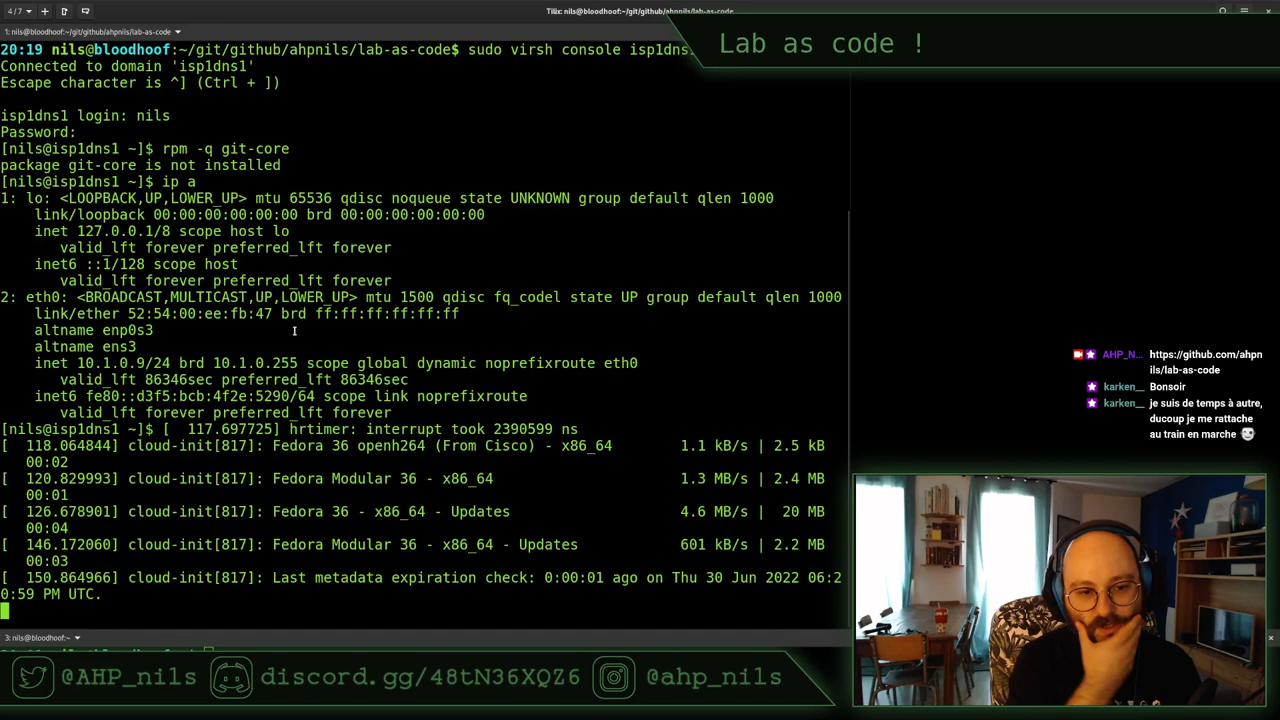 4/7
Tilix: nils@bloodhoof:~/git/github/ahpnils/lab-as-code
1: nils@bloodhoof:~/git/github/ahpnils/lab-as-code
Lab as code !
20:19 nils@bloodhoof:~/git/github/ahpnils/lab-as-code$ sudo virsh console isp1dns
Connected to domain 'isp1dns1'
Escape character is ^] (Ctrl + ])
isp1dns1 login: nils
Password:
[nils@isp1dns1 ~]$ rpm -q git-core
package git-core is not installed
[nils@isp1dns1 ~]$ ip a
1: lo: <LOOPBACK,UP,LOWER_UP> mtu 65536 qdisc noqueue state UNKNOWN group default qlen 1000
link/loopback 00:00:00:00:00:00 brd 00:00:00:00:00:00
inet 127.0.0.1/8 scope host lo
valid_lft forever preferred_lft forever
inet6 ::1/128 scope host
valid_lft forever preferred_lft forever
2: eth0: <BROADCAST,MULTICAST,UP,LOWER_UP> mtu 1500 qdisc fq_codel state UP group default qlen 1000
link/ether 52:54:00:ee:fb:47 brd ff:ff:ff:ff:ff:ff
altname enp0s3
altname ens3
inet 10.1.0.9/24 brd 10.1.0.255 scope global dynamic noprefixroute eth0
valid_lft 86346sec preferred_lft 86346sec
inet6 fe80::d3f5:bcb:4f2e:5290/64 scope link noprefixroute
valid_lft forever preferred_lft forever
[nils@isp1dns1 ~]$ [  117.697725] hrtimer: interrupt took 2390599 ns
[  118.064844] cloud-init[817]: Fedora 36 openh264 (From Cisco) - x86_64        1.1 kB/s | 2.5 kB
00:02
[  120.829993] cloud-init[817]: Fedora Modular 36 - x86_64                      1.3 MB/s | 2.4 MB
00:01
[  126.678901] cloud-init[817]: Fedora 36 - x86_64 - Updates                    4.6 MB/s |  20 MB
00:04
[  146.172060] cloud-init[817]: Fedora Modular 36 - x86_64 - Updates            601 kB/s | 2.2 MB
00:03
[  150.864966] cloud-init[817]: Last metadata expiration check: 0:00:01 ago on Thu 30 Jun 2022 06:2
0:59 PM UTC.
AHP_N... https://github.com/ahpn
ils/lab-as-code
karken__ Bonsoir
karken__ je suis de temps à autre,
ducoup je me rattache
au train en marche
3: nils@bloodhoof:~
@AHP_nils
discord.gg/48tN36XQZ6
@ahp_nils